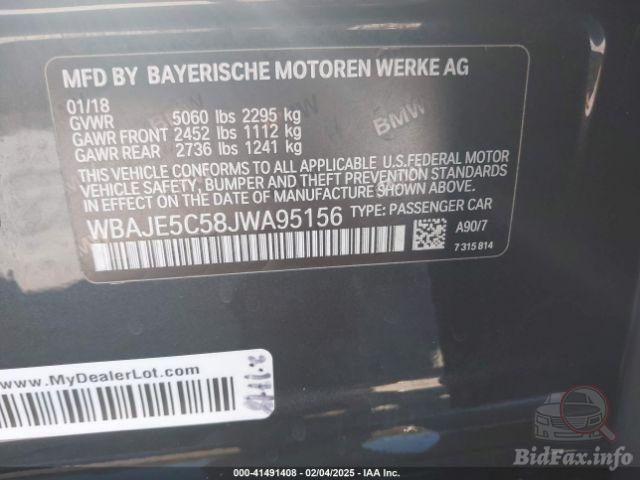 MFD BY BAYERISCHE MOTOREN WERKE AG
01/18
GVWR 5060 lbs 2295 kg
GAWR FRONT 2452 lbs 1112 kg
GAWR REAR 2736 lbs 1241 kg
THIS VEHICLE CONFORMS TO ALL APPLICABLE U.S.FEDERAL MOTOR
VEHICLE SAFETY, BUMPER AND THEFT PREVENTION STANDARDS
IN EFFECT ON THE DATE OF MANUFACTURE SHOWN ABOVE.
WBAJE5C58JWA95156 TYPE: PASSENGER CAR
A90/7
7 315 814
BMW
BMW
www.MyDealerLot.com
000-41491408 - 02/04/2025 - IAA Inc.
BidFax.info